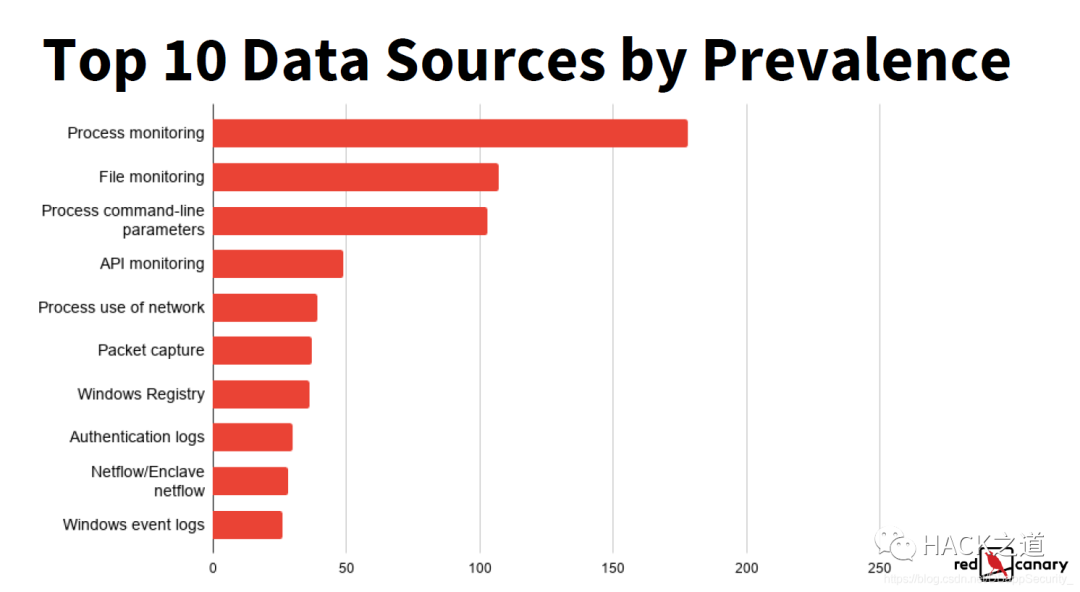 Top 10 Data Sources by Prevalence
Process monitoring
File monitoring
Process command-line
parameters
API monitoring
Process use of network
Packet capture
Windows Registry
Authentication logs
Netflow/Enclave
netflow
Windows event logs
0
50
100
150
200
250
HACK之道
red canary